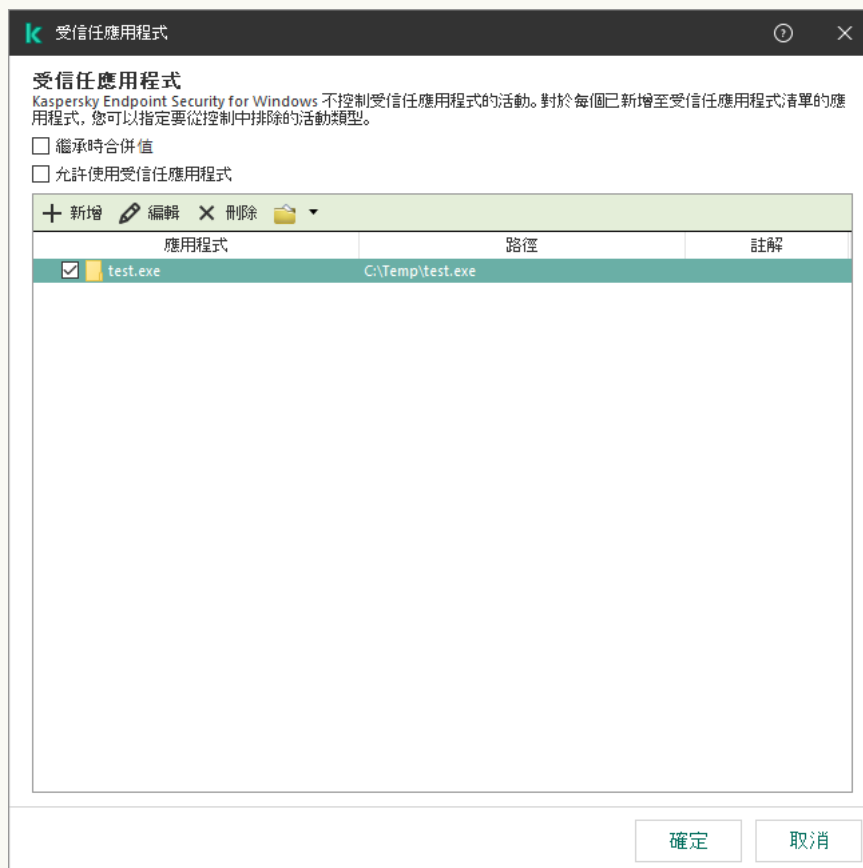 受信任應用程式
受信任應用程式
Kaspersky Endpoint Security for Windows 不控制受信任應用程式的活動。對於每個已新增至受信任應用程式清單的應
用程式, 您可以指定要從控制中排除的活動類型。
繼承時合併值
允許使用受信任應用程式
新增 編輯 刪除
應用程式 路徑 註解
test.exe C:\Temp\test.exe
確定 取消